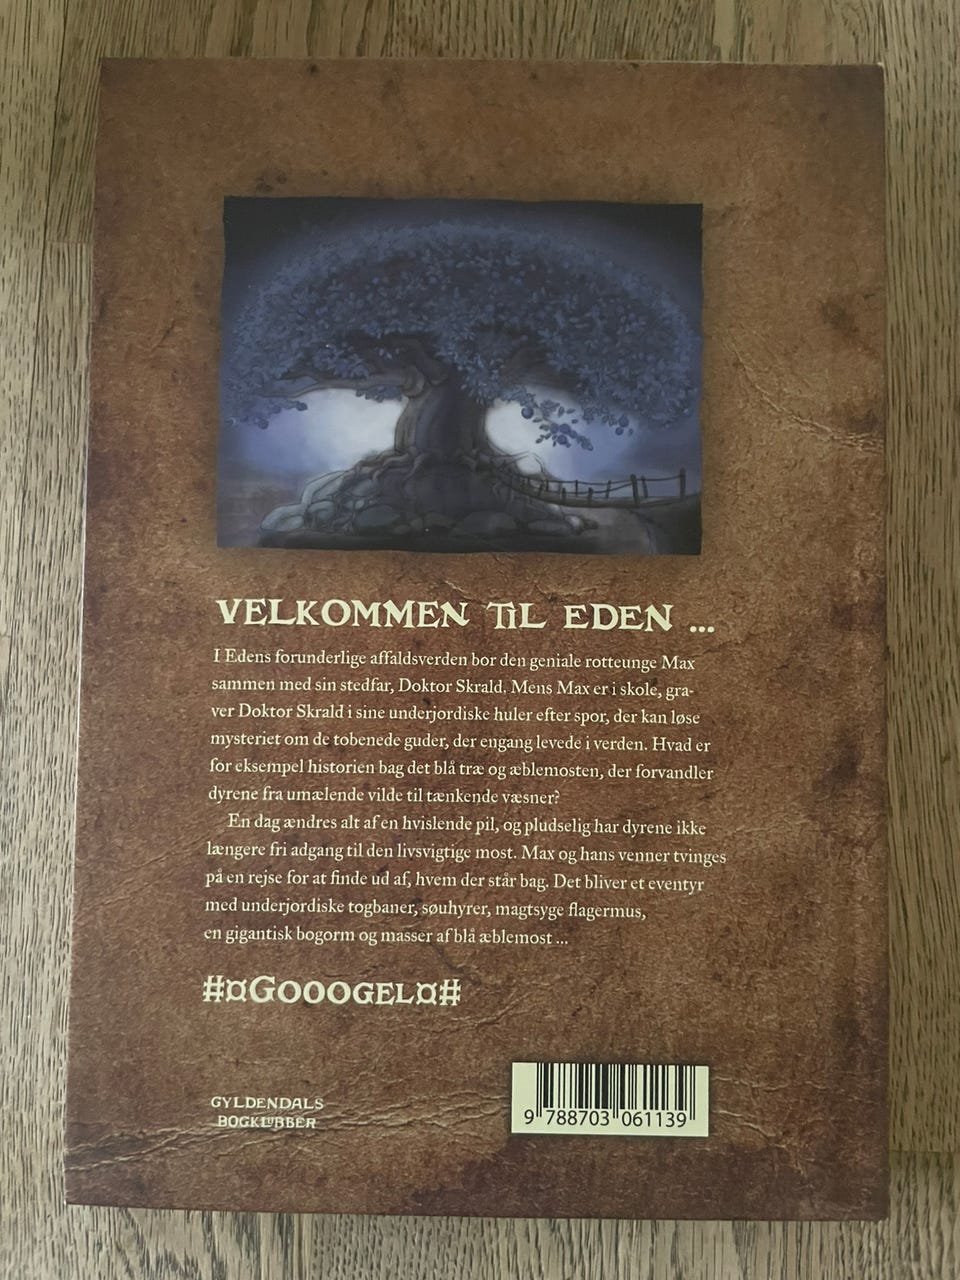 VELKOMMEN TIL EDEN ...
I Edens forunderlige affaldsverden bor den geniale rotteunge Max
sammen med sin stedfar, Doktor Skrald. Mens Max er i skole, gra-
ver Doktor Skrald i sine underjordiske huler efter spor, der kan løse
mysteriet om de tobenede guder, der engang levede i verden. Hvad er
for eksempel historien bag det blå træ og æblemosten, der forvandler
dyrene fra umælende vilde til tænkende væsner?
En dag ændres alt af en hvislende pil, og pludselig har dyrene ikke
længere fri adgang til den livsvigtige most. Max og hans venner tvinges
på en rejse for at finde ud af, hvem der står bag. Det bliver et eventyr
med underjordiske togbaner, søuhyrer, magtsyge flagermus,
en gigantisk bogorm og masser af blå æblemost ...
#¤GOOOGEL¤#
GYLDENDALS
BOGKLUBBER
9 788703 061139